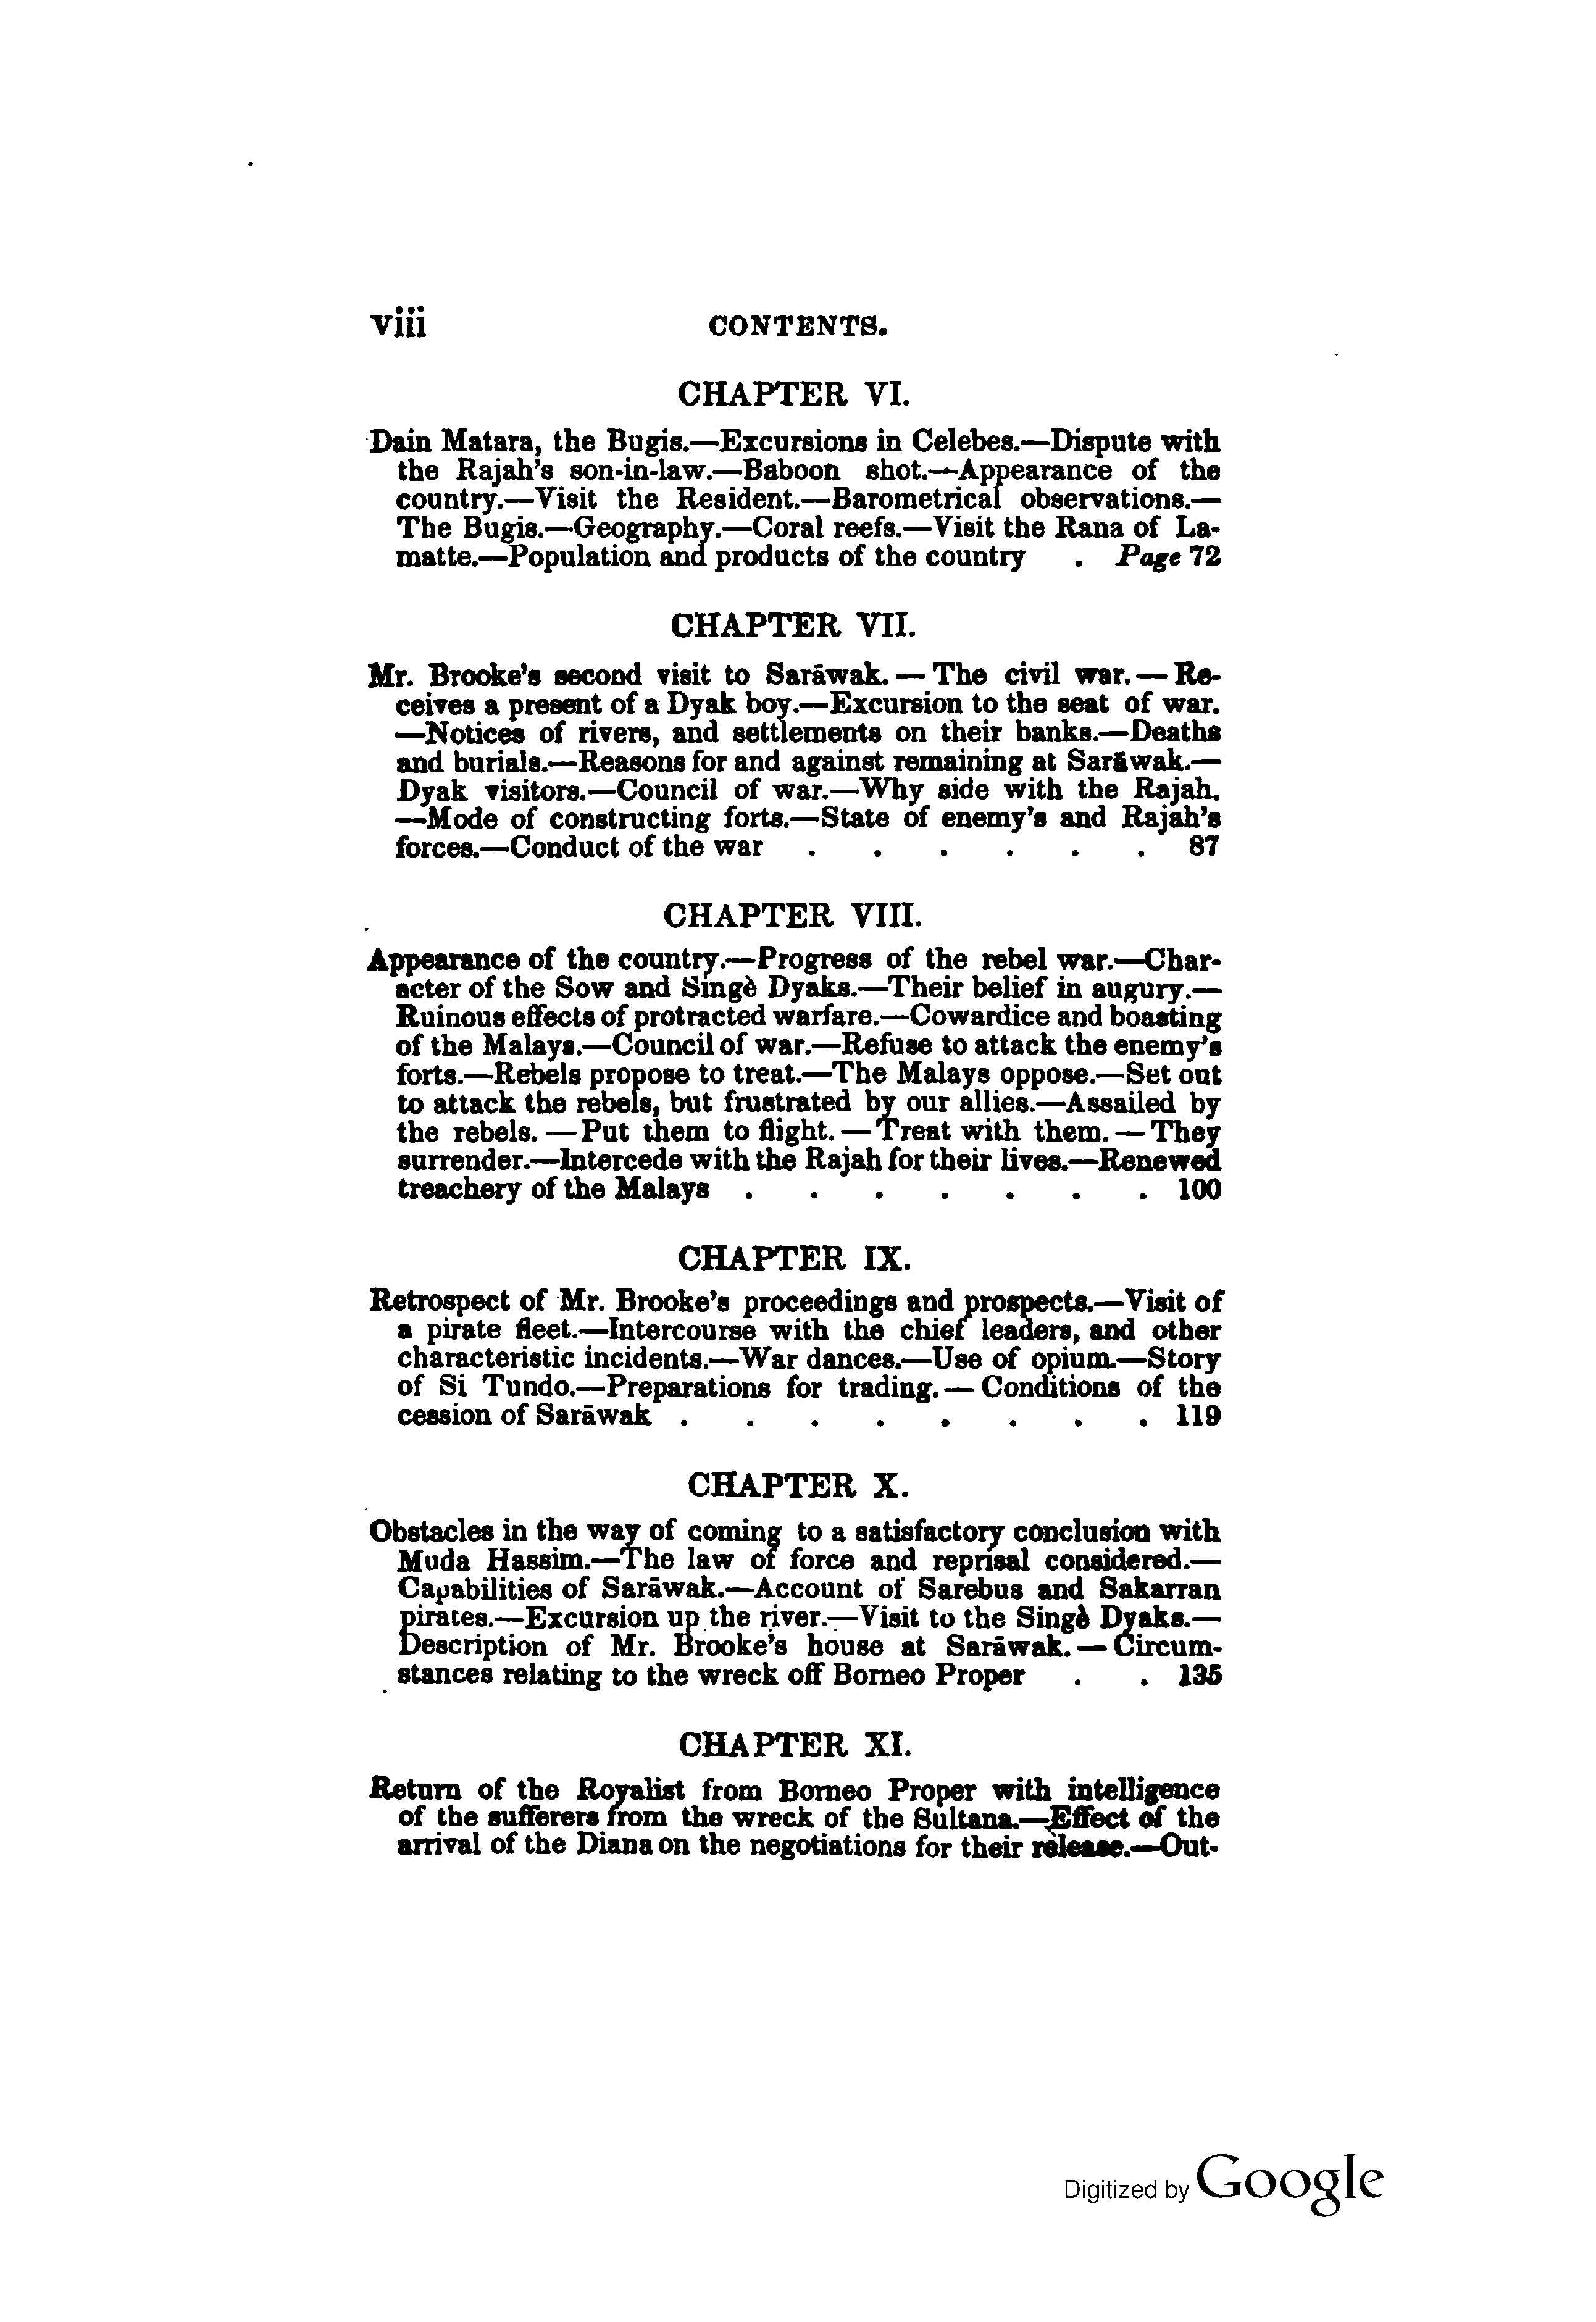 viii CONTENTS.
CHAPTER VI.
Dain Matara, the Bugis.—Excursions in Celebes.—Dispute with
the Rajah's son-in-law.—Baboon shot.—Appearance of the
country.—Visit the Resident.—Barometrical observations.—
The Bugis.—Geography.—Coral reefs.—Visit the Rana of La-
matte.—Population and products of the country . Page 72
CHAPTER VII.
Mr. Brooke's second visit to Sarāwak.—The civil war.—Re-
ceives a present of a Dyak boy.—Excursion to the seat of war.
—Notices of rivers, and settlements on their banks.—Deaths
and burials.—Reasons for and against remaining at Sarāwak.—
Dyak visitors.—Council of war.—Why side with the Rajah.
—Mode of constructing forts.—State of enemy's and Rajah's
forces.—Conduct of the war . . . . . . 87
CHAPTER VIII.
Appearance of the country.—Progress of the rebel war.—Char-
acter of the Sow and Singè Dyaks.—Their belief in augury.—
Ruinous effects of protracted warfare.—Cowardice and boasting
of the Malays.—Council of war.—Refuse to attack the enemy's
forts.—Rebels propose to treat.—The Malays oppose.—Set out
to attack the rebels, but frustrated by our allies.—Assailed by
the rebels.—Put them to flight.—Treat with them.—They
surrender.—Intercede with the Rajah for their lives.—Renewed
treachery of the Malays . . . . . . . 100
CHAPTER IX.
Retrospect of Mr. Brooke's proceedings and prospects.—Visit of
a pirate fleet.—Intercourse with the chief leaders, and other
characteristic incidents.—War dances.—Use of opium.—Story
of Si Tundo.—Preparations for trading.—Conditions of the
cession of Sarāwak . . . . . . . . 119
CHAPTER X.
Obstacles in the way of coming to a satisfactory conclusion with
Muda Hassim.—The law of force and reprisal considered.—
Capabilities of Sarāwak.—Account of Sarebus and Sakarran
pirates.—Excursion up the river.—Visit to the Singè Dyaks.—
Description of Mr. Brooke's house at Sarāwak.—Circum-
stances relating to the wreck off Borneo Proper . . 135
CHAPTER XI.
Return of the Royalist from Borneo Proper with intelligence
of the sufferers from the wreck of the Sultana.—Effect of the
arrival of the Diana on the negotiations for their release.—Out-
Digitized by Google